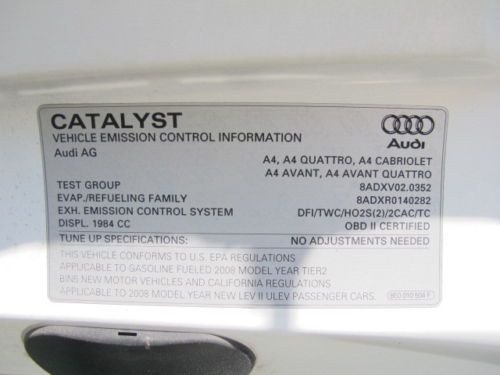 CATALYST
VEHICLE EMISSION CONTROL INFORMATION
Audi AG
Audi
A4, A4 QUATTRO, A4 CABRIOLET
A4 AVANT, A4 AVANT QUATTRO
TEST GROUP 8ADXV02.0352
EVAP./REFUELING FAMILY 8ADXR0140282
EXH. EMISSION CONTROL SYSTEM DFI/TWC/HO2S(2)/2CAC/TC
DISPL. 1984 CC OBD II CERTIFIED
TUNE UP SPECIFICATIONS: NO ADJUSTMENTS NEEDED
THIS VEHICLE CONFORMS TO U.S. EPA REGULATIONS
APPLICABLE TO GASOLINE FUELED 2008 MODEL YEAR TIER2
BIN5 NEW MOTOR VEHICLES AND CALIFORNIA REGULATIONS
APPLICABLE TO 2008 MODEL YEAR NEW LEV II ULEV PASSENGER CARS.
8E0 010 504 F